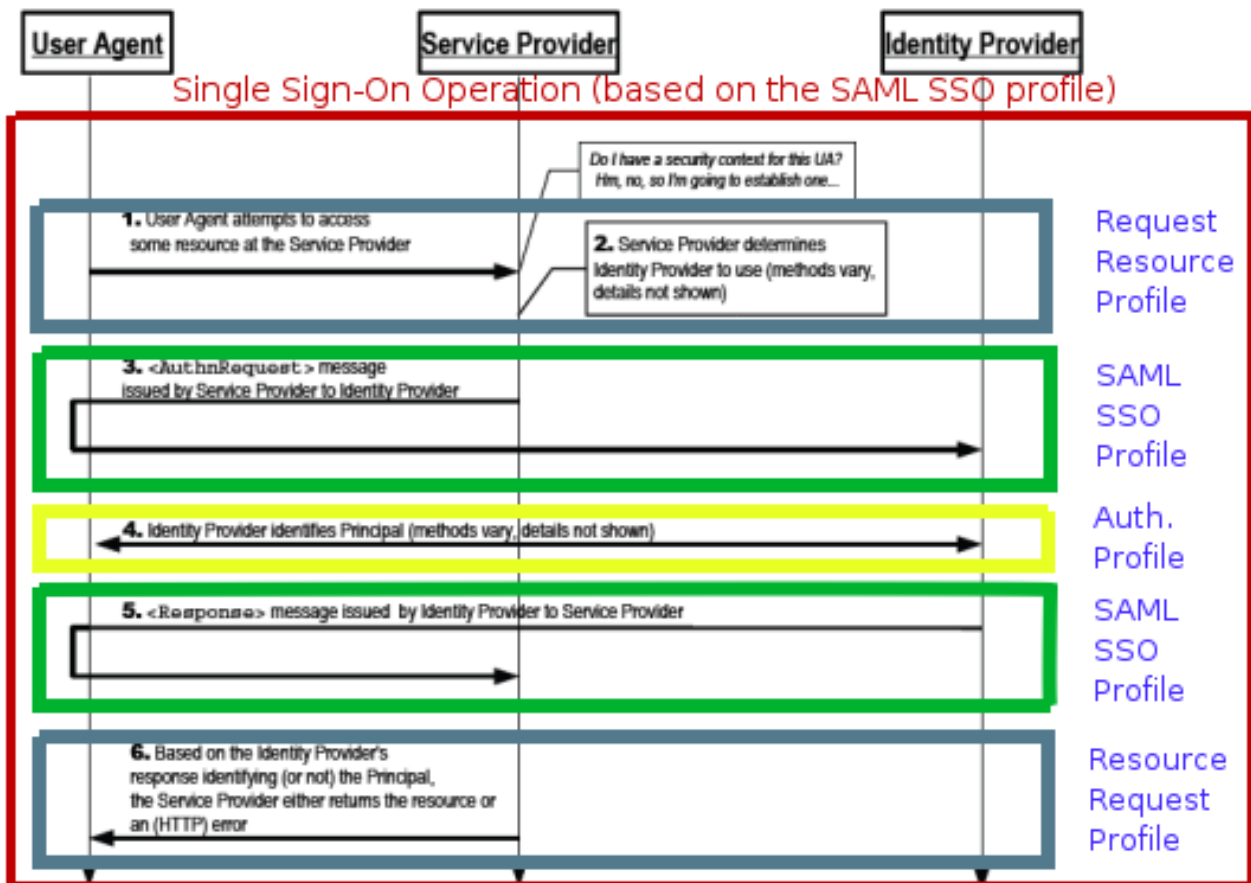 User Agent
Service Provider
Identity Provider
Single Sign-On Operation (based on the SAML SSO profile)
Do I have a security context for this UA?
Hm, no, so I'm going to establish one...
1. User Agent attempts to access
some resource at the Service Provider
2. Service Provider determines
Identity Provider to use (methods vary,
details not shown)
Request
Resource
Profile
3. <AuthnRequest> message
issued by Service Provider to Identity Provider
SAML
SSO
Profile
4. Identity Provider identifies Principal (methods vary, details not shown)
Auth.
Profile
5. <Response> message issued by Identity Provider to Service Provider
SAML
SSO
Profile
6. Based on the Identity Provider's
response identifying (or not) the Principal,
the Service Provider either returns the resource or
an (HTTP) error
Resource
Request
Profile